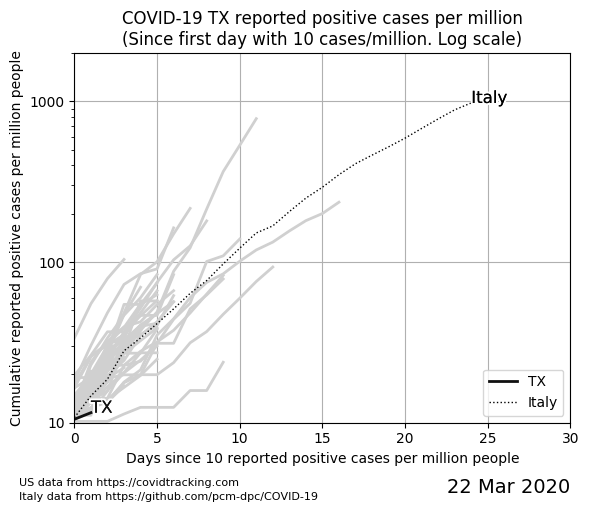 COVID-19 TX reported positive cases per million
(Since first day with 10 cases/million. Log scale)
Cumulative reported positive cases per million people
1000
100
10
Italy
TX
TX
Italy
0
5
10
15
20
25
30
Days since 10 reported positive cases per million people
US data from https://covidtracking.com
Italy data from https://github.com/pcm-dpc/COVID-19
22 Mar 2020